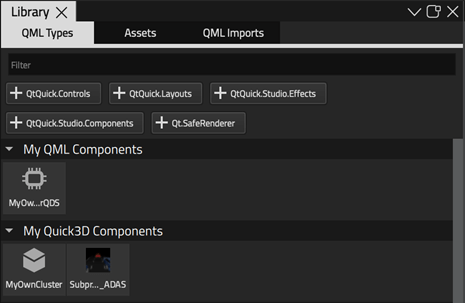 Library
QML Types Assets QML Imports
Filter
QtQuick.Controls QtQuick.Layouts QtQuick.Studio.Effects
QtQuick.Studio.Components Qt.SafeRenderer
My QML Components
MyOw...rQDS
My Quick3D Components
MyOwnCluster Subpr..._ADAS